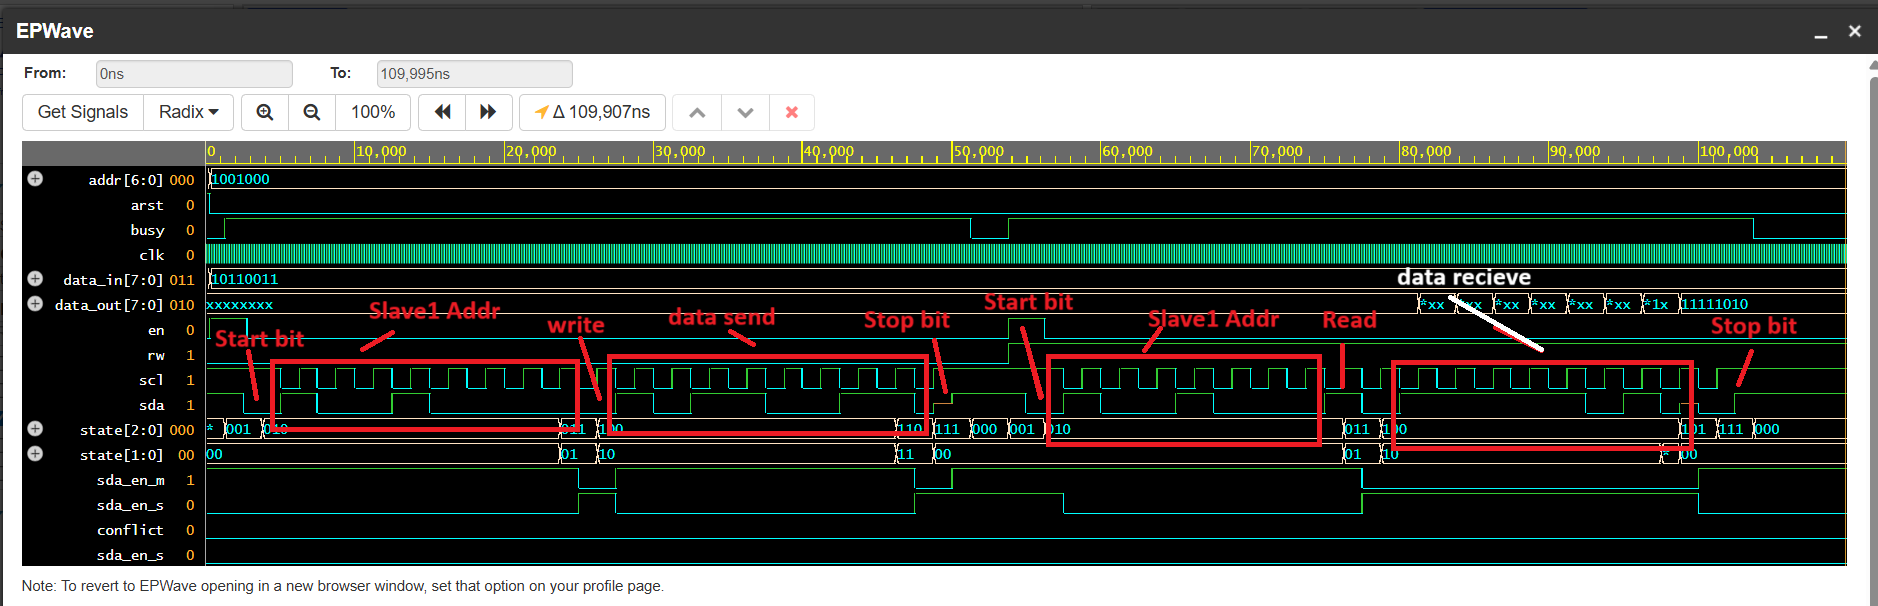 EPWave
From: 0ns To: 109,995ns
Get Signals Radix 100% Δ 109,907ns
0 10,000 20,000 30,000 40,000 50,000 60,000 70,000 80,000 90,000 100,000
addr[6:0] 000 1001000
arst 0
busy 0
clk 0
data_in[7:0] 011 10110011
data recieve
data_out[7:0] 010 xxxxxxxx *xx *xx *xx *xx *xx *1x 11111010
Slave1 Addr data send Stop bit Start bit Slave1 Addr Read Stop bit
en 0
Start bit write
rw 1
scl 1
sda 1
state[2:0] 000 * 001 010 011 100 110 111 000 001 010 011 100 101 111 000
state[1:0] 00 00 01 10 11 00 01 10 * 00
sda_en_m 1
sda_en_s 0
conflict 0
sda_en_s 0
Note: To revert to EPWave opening in a new browser window, set that option on your profile page.